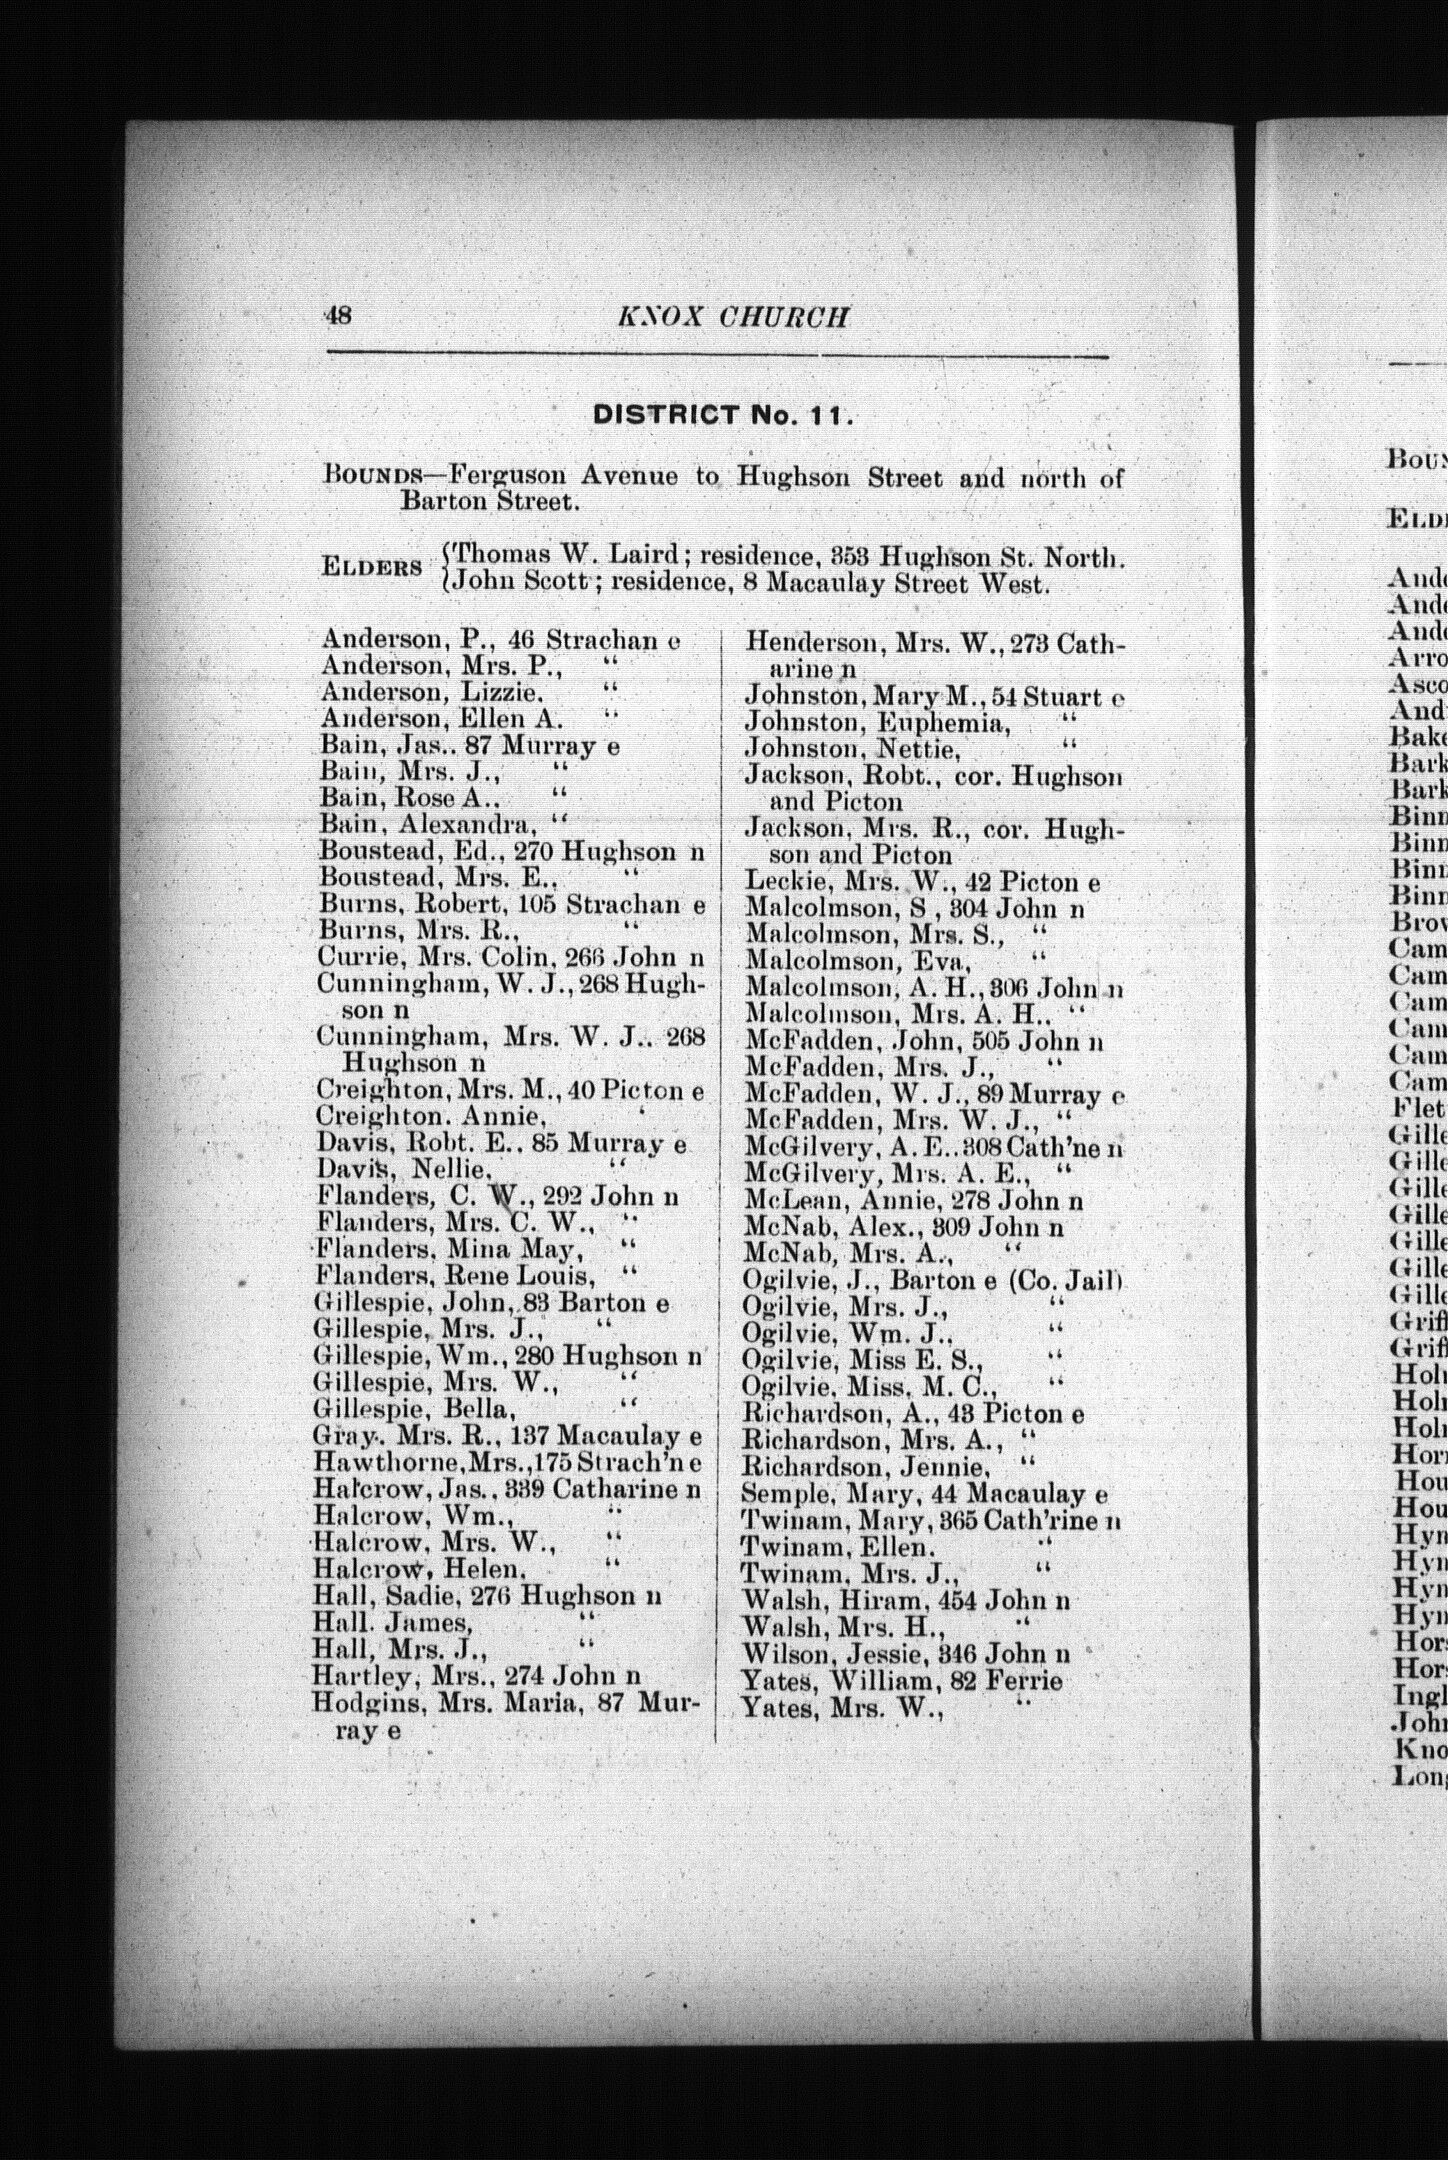 48 KNOX CHURCH
DISTRICT No. 11.
BOUNDS—Ferguson Avenue to Hughson Street and north of
Barton Street.
ELDERS {Thomas W. Laird; residence, 353 Hughson St. North.
{John Scott; residence, 8 Macaulay Street West.
Anderson, P., 46 Strachan e
Anderson, Mrs. P., “
Anderson, Lizzie. “
Anderson, Ellen A. “
Bain, Jas.. 87 Murray e
Bain, Mrs. J., “
Bain, Rose A.. “
Bain, Alexandra, “
Boustead, Ed., 270 Hughson n
Boustead, Mrs. E.. “
Burns, Robert, 105 Strachan e
Burns, Mrs. R., “
Currie, Mrs. Colin, 266 John n
Cunningham, W. J., 268 Hugh-
son n
Cunningham, Mrs. W. J.. 268
Hughson n
Creighton, Mrs. M., 40 Picton e
Creighton. Annie, ‘
Davis, Robt. E.. 85 Murray e
Davis, Nellie, “
Flanders, C. W., 292 John n
Flanders, Mrs. C. W., “
Flanders, Mina May, “
Flanders, Rene Louis, “
Gillespie, John, 83 Barton e
Gillespie, Mrs. J., “
Gillespie, Wm., 280 Hughson n
Gillespie, Mrs. W., “
Gillespie, Bella, “
Gray. Mrs. R., 137 Macaulay e
Hawthorne, Mrs., 175 Strach’n e
Halcrow, Jas., 339 Catharine n
Halcrow, Wm., “
Halcrow, Mrs. W., “
Halcrow, Helen, “
Hall, Sadie, 276 Hughson n
Hall. James, “
Hall, Mrs. J., “
Hartley, Mrs., 274 John n
Hodgins, Mrs. Maria, 87 Mur-
ray e
Henderson, Mrs. W., 273 Cath-
arine n
Johnston, Mary M., 54 Stuart e
Johnston, Euphemia, “
Johnston, Nettie, “
Jackson, Robt., cor. Hughson
and Picton
Jackson, Mrs. R., cor. Hugh-
son and Picton
Leckie, Mrs. W., 42 Picton e
Malcolmson, S , 304 John n
Malcolmson, Mrs. S., “
Malcolmson, Eva, “
Malcolmson, A. H., 306 John n
Malcolmson, Mrs. A. H.. “
McFadden, John, 505 John n
McFadden, Mrs. J., “
McFadden, W. J., 89 Murray e
McFadden, Mrs. W. J., “
McGilvery, A. E.. 308 Cath’ne n
McGilvery, Mrs. A. E., “
McLean, Annie, 278 John n
McNab, Alex., 309 John n
McNab, Mrs. A., “
Ogilvie, J., Barton e (Co. Jail)
Ogilvie, Mrs. J., “
Ogilvie, Wm. J., “
Ogilvie, Miss E. S., “
Ogilvie, Miss. M. C., “
Richardson, A., 43 Picton e
Richardson, Mrs. A., “
Richardson, Jennie, “
Semple, Mary, 44 Macaulay e
Twinam, Mary, 365 Cath’rine n
Twinam, Ellen. “
Twinam, Mrs. J., “
Walsh, Hiram, 454 John n
Walsh, Mrs. H., “
Wilson, Jessie, 346 John n
Yates, William, 82 Ferrie
Yates, Mrs. W., “